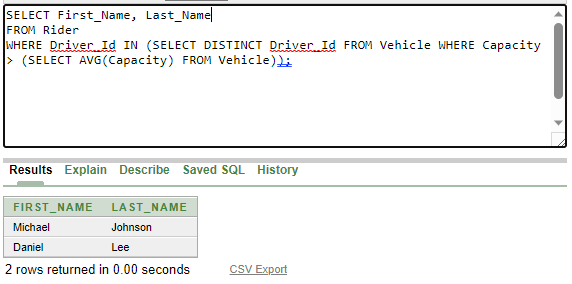 SELECT First_Name, Last_Name
FROM Rider
WHERE Driver_Id IN (SELECT DISTINCT Driver_Id FROM Vehicle WHERE Capacity
> (SELECT AVG(Capacity) FROM Vehicle));
Results Explain Describe Saved SQL History
FIRST_NAME LAST_NAME
Michael Johnson
Daniel Lee
2 rows returned in 0.00 seconds CSV Export